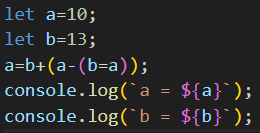 let a=10;
let b=13;
a=b+(a-(b=a));
console.log(`a = ${a}`);
console.log(`b = ${b}`);